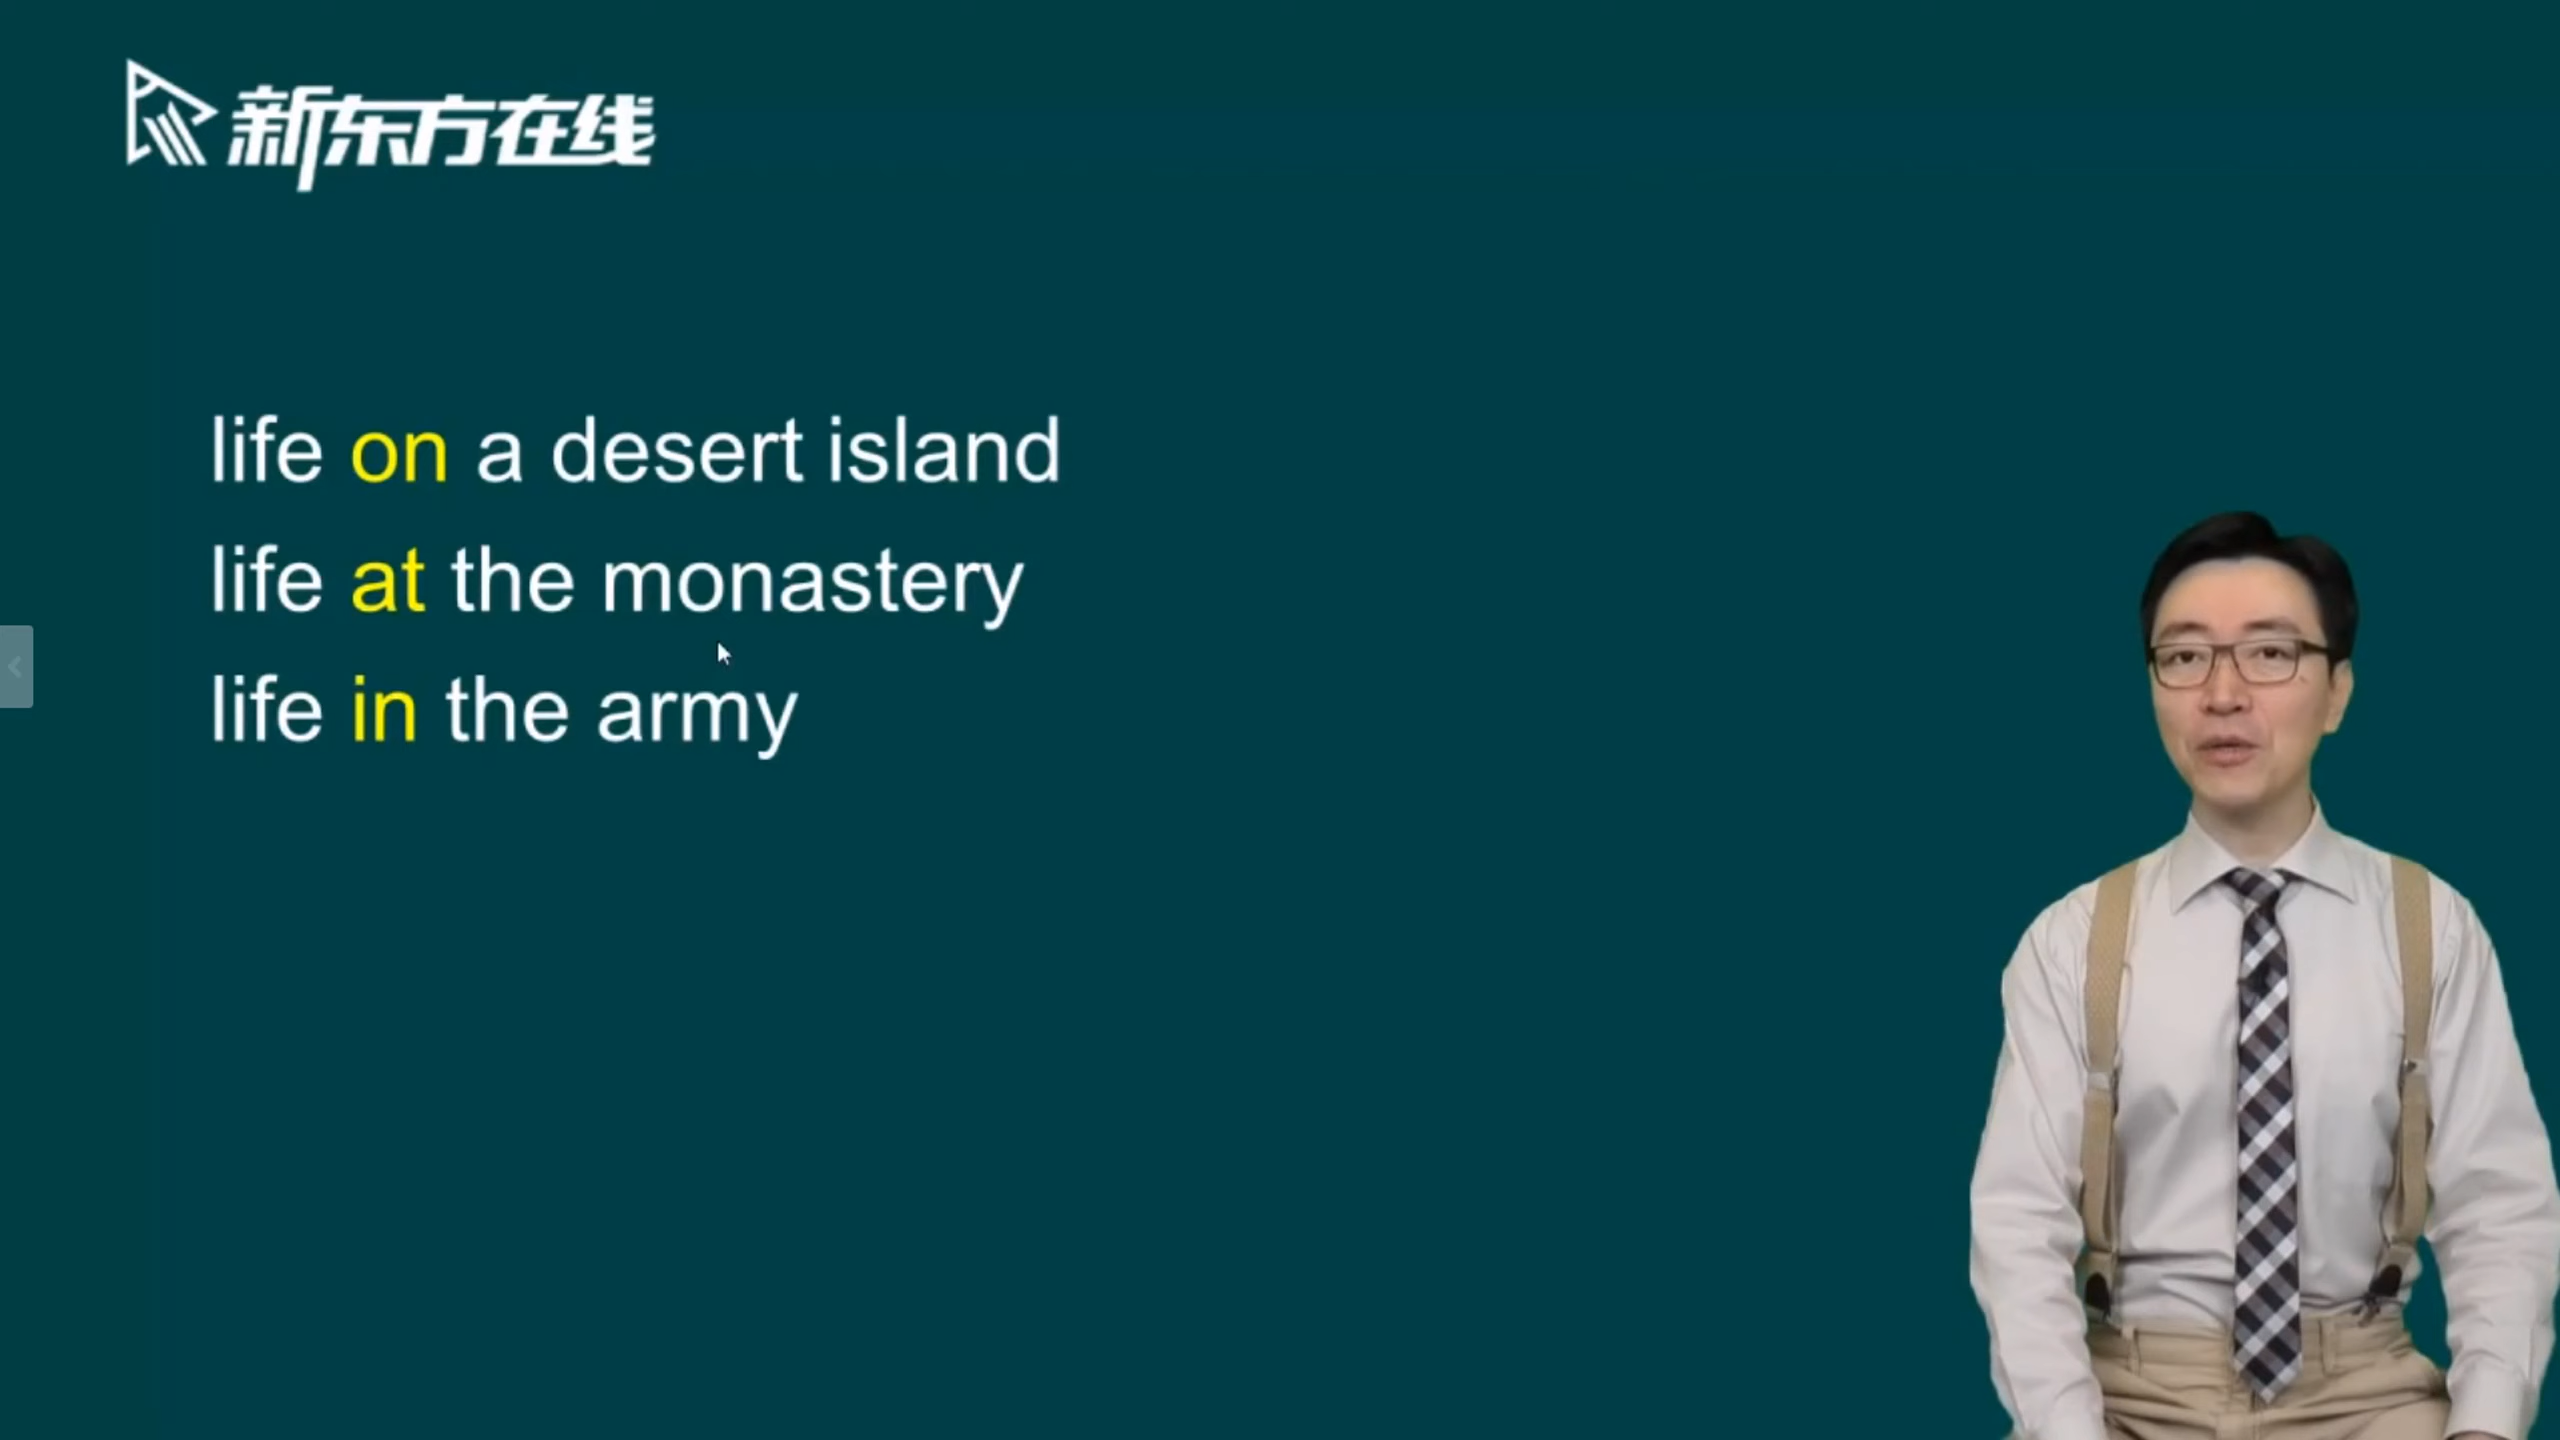 新东方在线
life on a desert island
life at the monastery
life in the army